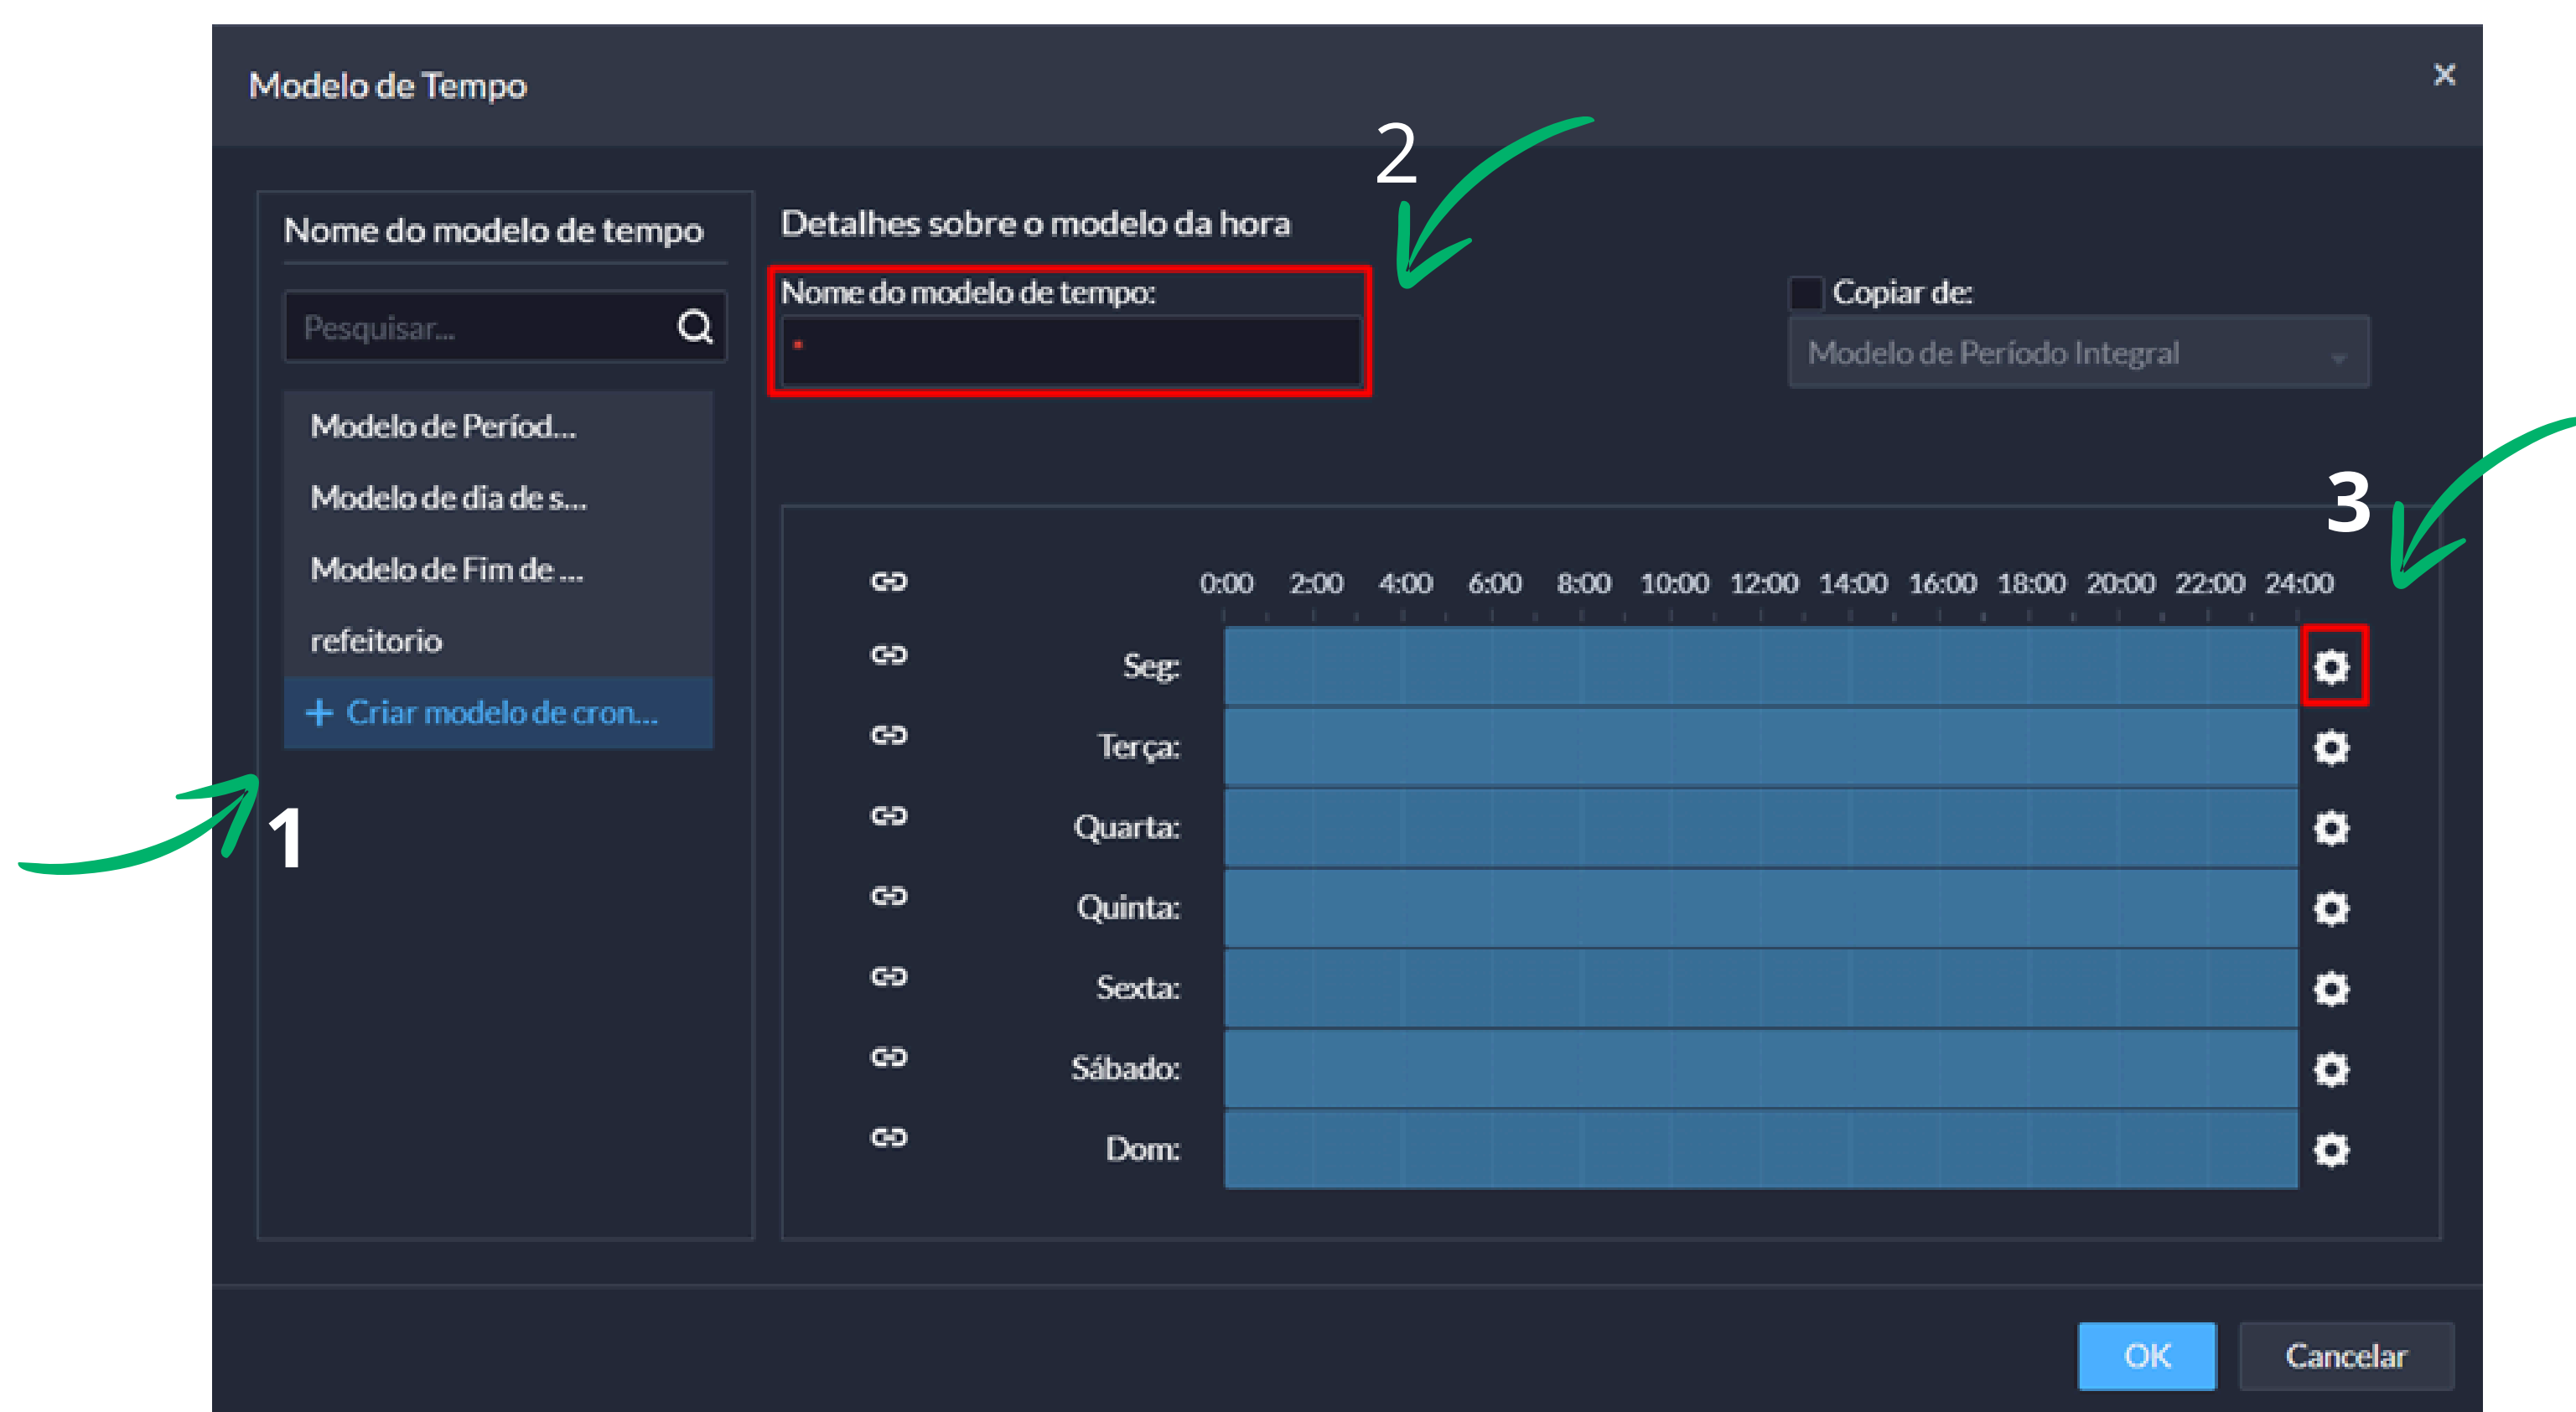 Modelo de Tempo
2
Nome do modelo de tempo
Pesquisar...
Modelo de Períod...
Modelo de dia de s...
Modelo de Fim de ...
refeitorio
+ Criar modelo de cron...
1
Detalhes sobre o modelo da hora
Nome do modelo de tempo:
Copiar de:
Modelo de Período Integral
3
0:00 2:00 4:00 6:00 8:00 10:00 12:00 14:00 16:00 18:00 20:00 22:00 24:00
Seg:
Terça:
Quarta:
Quinta:
Sexta:
Sábado:
Dom:
OK Cancelar